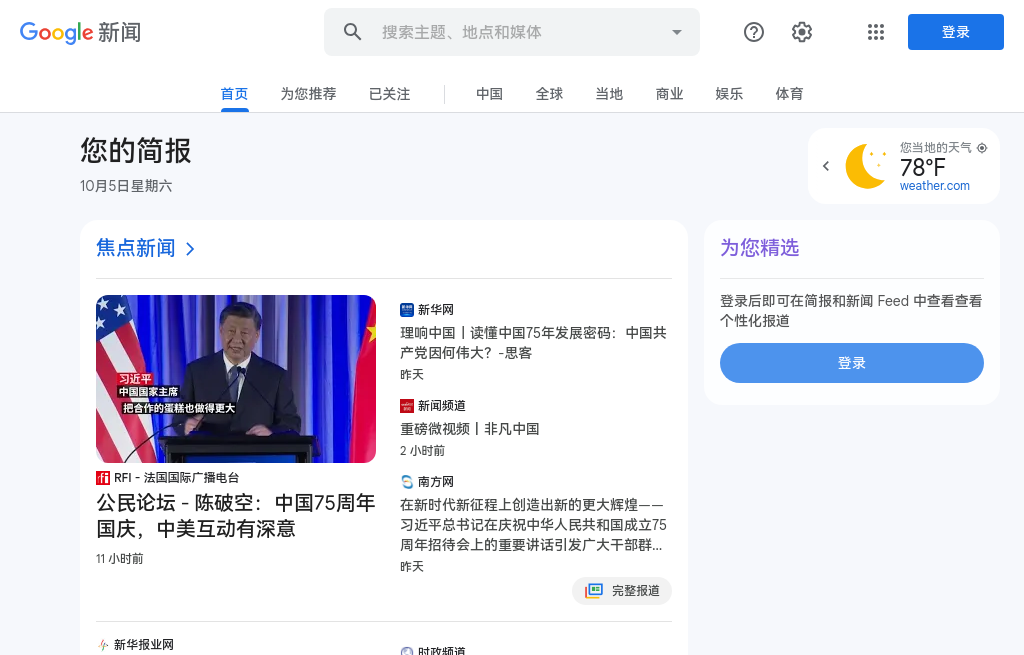 Google 新闻
搜索主题、地点和媒体
登录
首页
为您推荐
已关注
中国
全球
当地
商业
娱乐
体育
您的简报
10月5日星期六
您当地的天气
78°F
weather.com
焦点新闻
习近平
中国国家主席
把合作的蛋糕也做得更大
RFI - 法国国际广播电台
公民论坛 - 陈破空：中国75周年
国庆，中美互动有深意
11 小时前
新华网
理响中国丨读懂中国75年发展密码：中国共
产党因何伟大？-思客
昨天
新闻频道
重磅微视频丨非凡中国
2 小时前
南方网
在新时代新征程上创造出新的更大辉煌——
习近平总书记在庆祝中华人民共和国成立75
周年招待会上的重要讲话引发广大干部群...
昨天
完整报道
新华报业网
时政频道
为您精选
登录后即可在简报和新闻 Feed 中查看查看
个性化报道
登录